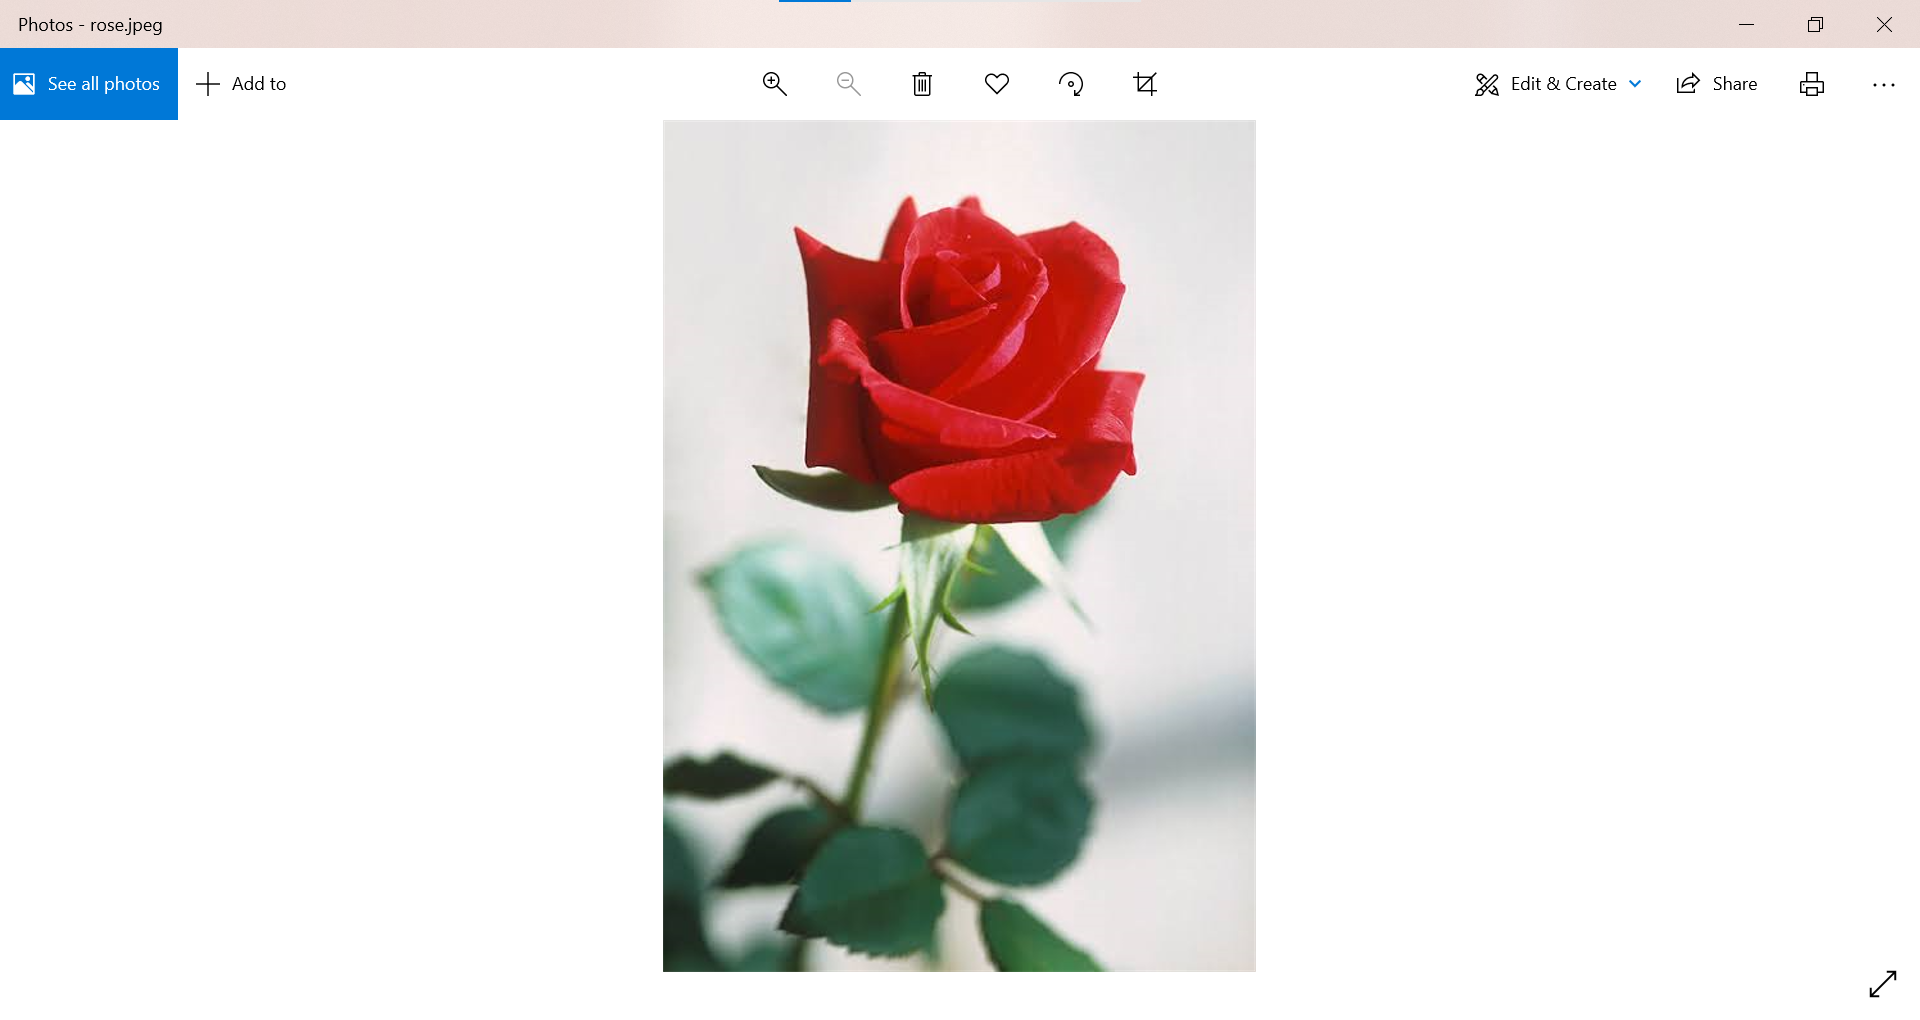 Photos - rose.jpeg
See all photos
Add to
Edit & Create
Share